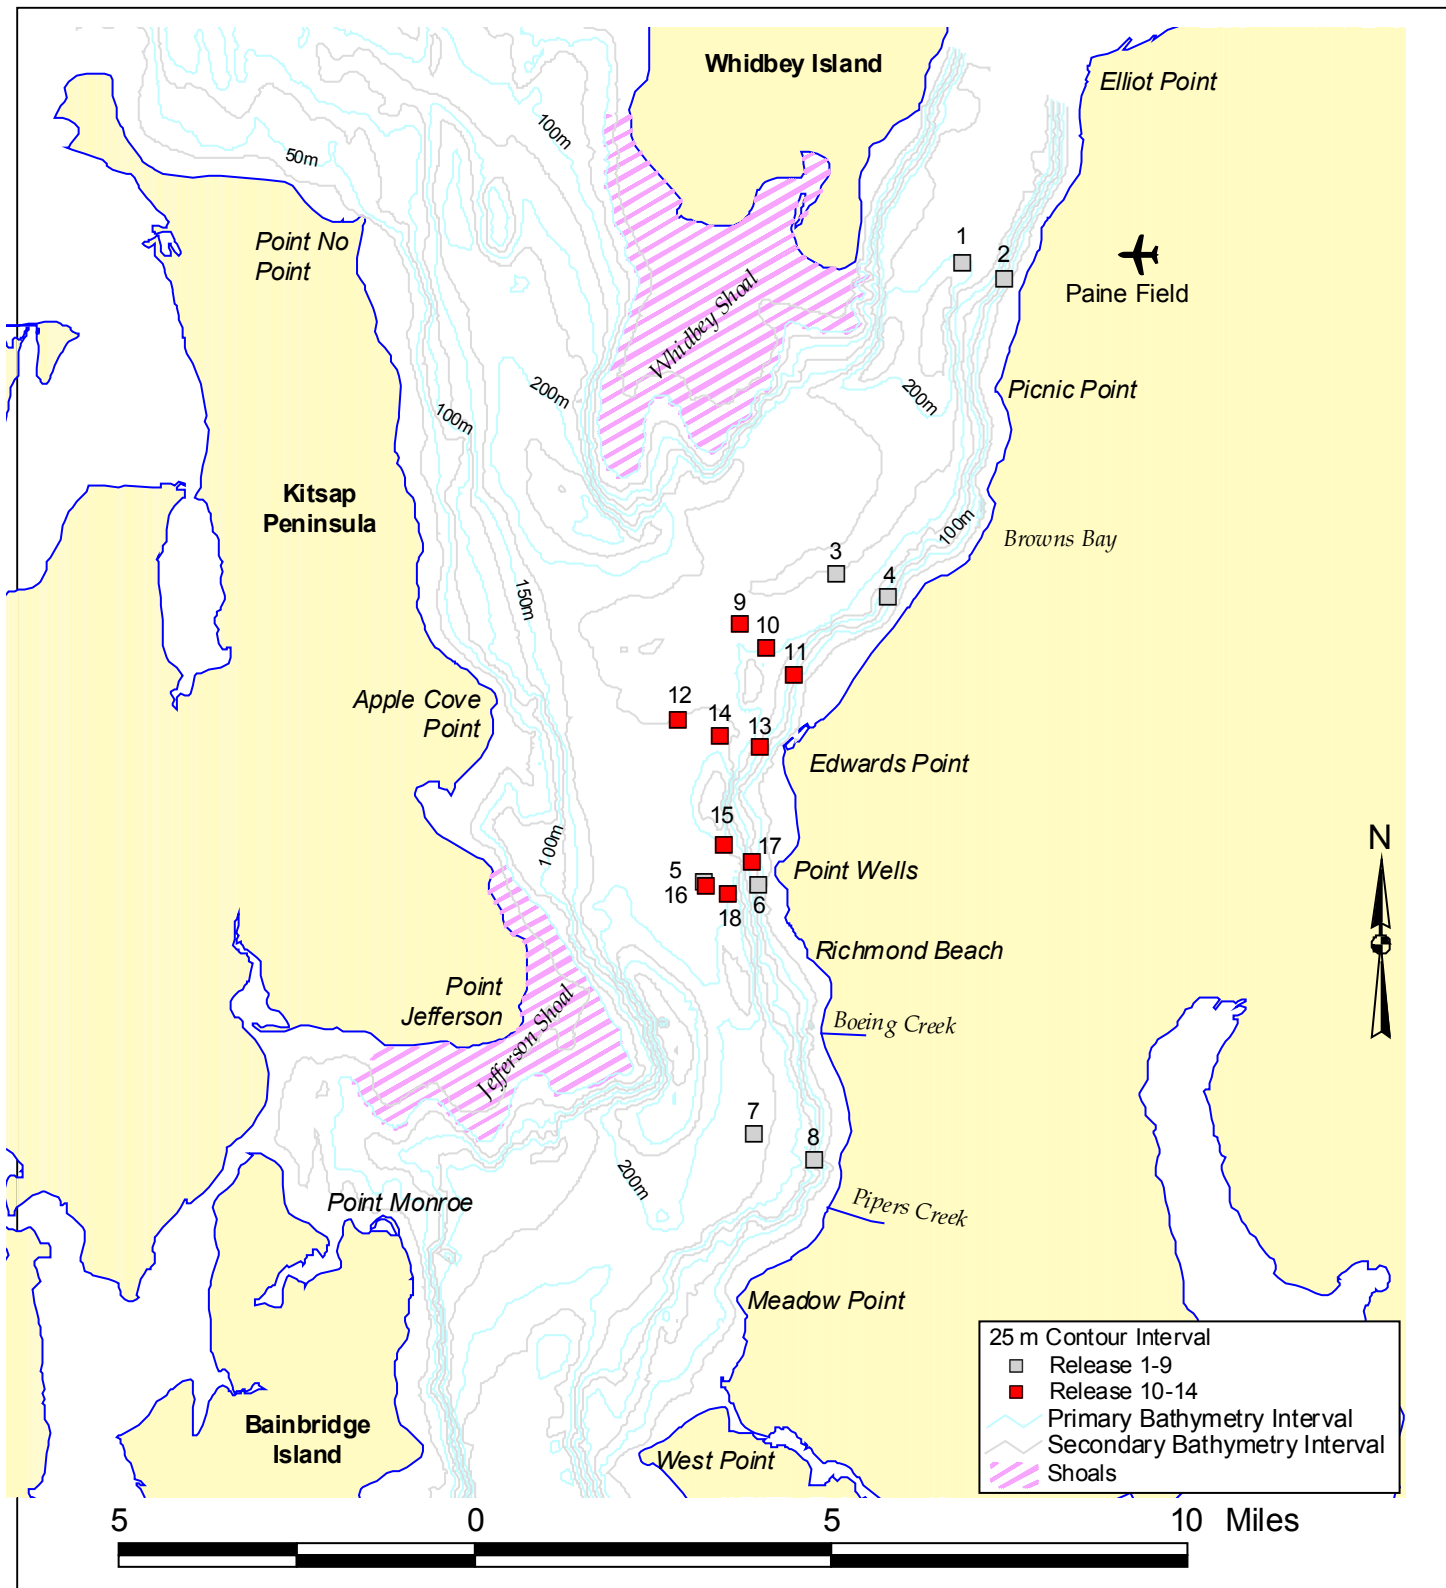 Whidbey Island
Elliot Point
100m
50m
Point No
Point
1
2
Paine Field
Whidbey Shoal
200m
200m
Picnic Point
100m
Kitsap
Peninsula
100m
Browns Bay
3
4
150m
9
10
11
Apple Cove
Point
12
14
13
Edwards Point
15
100m
17
N
5
16
Point Wells
18
6
Richmond Beach
Point
Jefferson
Jefferson Shoal
Boeing Creek
7
8
200m
Point Monroe
Pipers Creek
Meadow Point
25 m Contour Interval
Release 1-9
Release 10-14
Primary Bathymetry Interval
Secondary Bathymetry Interval
Shoals
Bainbridge
Island
West Point
5 0 5 10 Miles